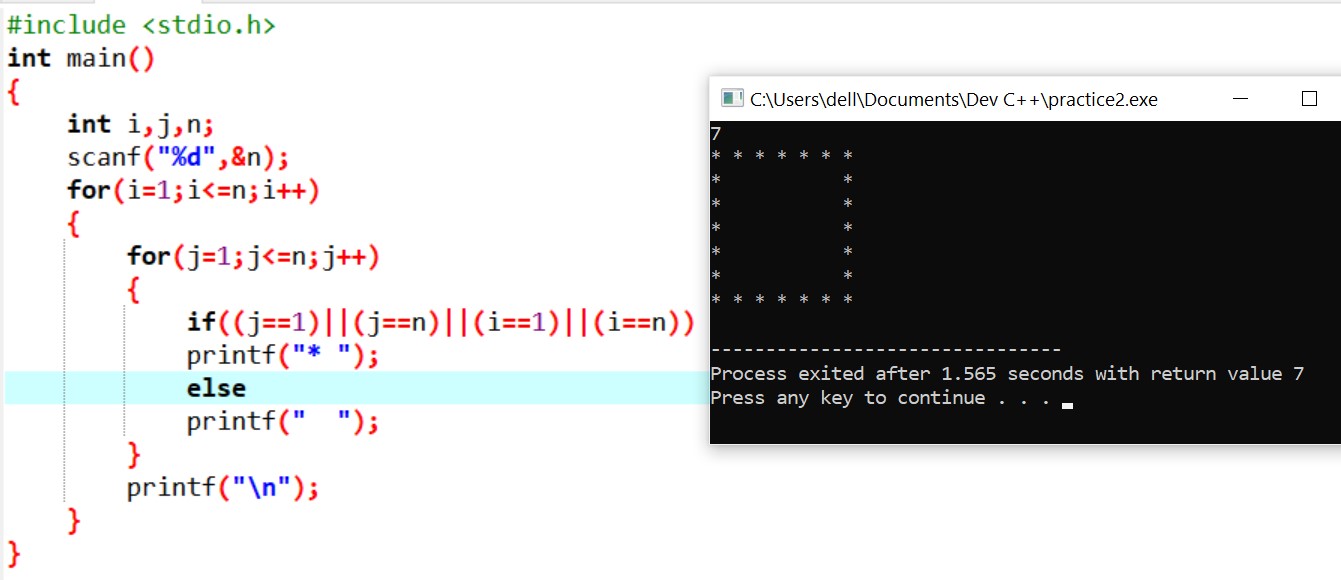 #include <stdio.h>
int main()
{
    int i,j,n;
    scanf("%d",&n);
    for(i=1;i<=n;i++)
    {
        for(j=1;j<=n;j++)
        {
            if((j==1)||(j==n)||(i==1)||(i==n))
            printf("* ");
            else
            printf("  ");
        }
        printf("\n");
    }
}
C:\Users\dell\Documents\Dev C++\practice2.exe
7
* * * * * * *
*           *
*           *
*           *
*           *
*           *
* * * * * * *
--------------------------------
Process exited after 1.565 seconds with return value 7
Press any key to continue . . .